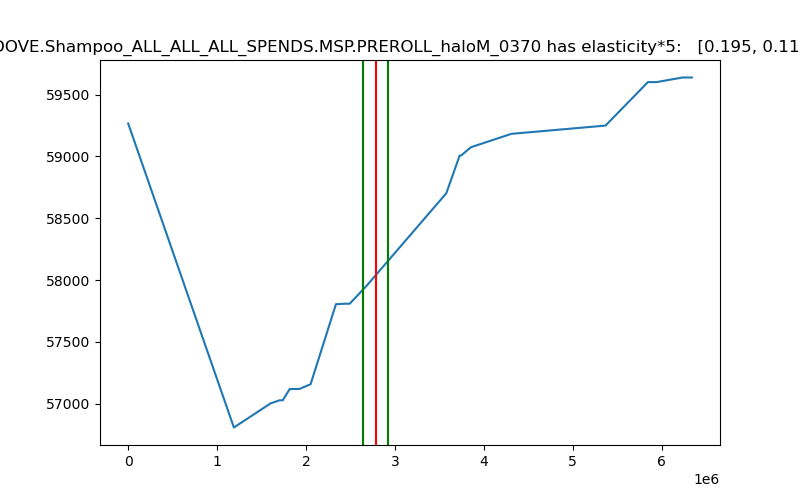 DOVE.Shampoo_ALL_ALL_ALL_SPENDS.MSP.PREROLL_haloM_0370 has elasticity*5:   [0.195, 0.11
59500
59000
58500
58000
57500
57000
0 1 2 3 4 5 6
1e6